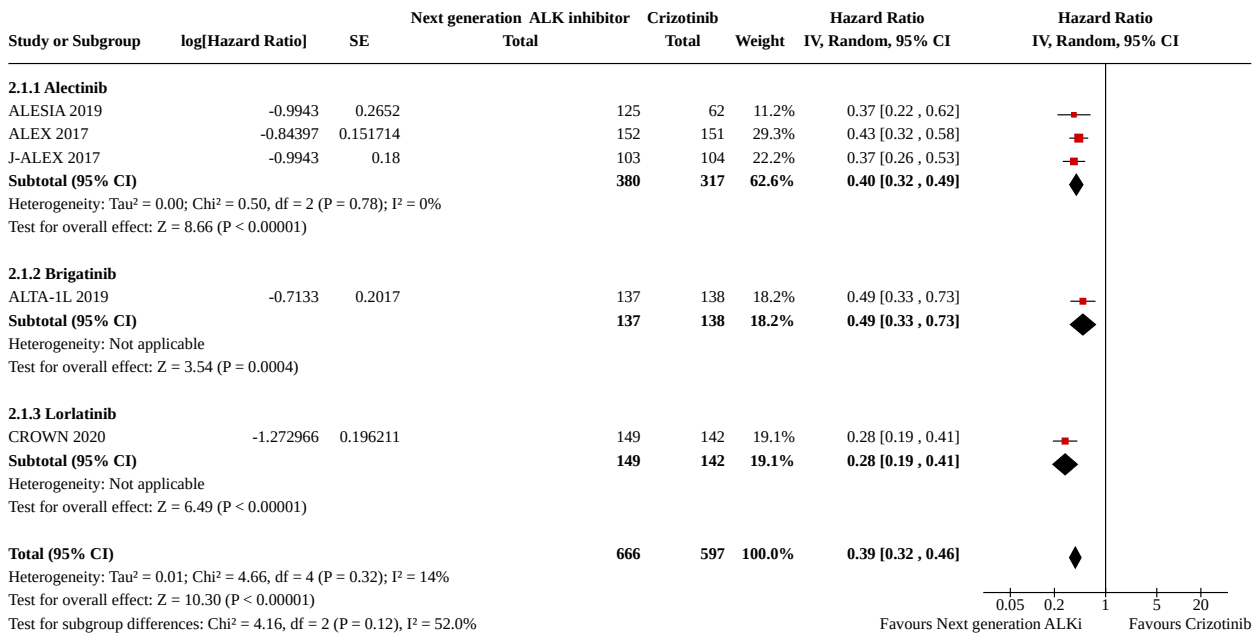 Next generation ALK inhibitor Crizotinib Hazard Ratio Hazard Ratio
Study or Subgroup log[Hazard Ratio] SE Total Total Weight IV, Random, 95% CI IV, Random, 95% CI
2.1.1 Alectinib
ALESIA 2019 -0.9943 0.2652 125 62 11.2% 0.37 [0.22 , 0.62]
ALEX 2017 -0.84397 0.151714 152 151 29.3% 0.43 [0.32 , 0.58]
J-ALEX 2017 -0.9943 0.18 103 104 22.2% 0.37 [0.26 , 0.53]
Subtotal (95% CI) 380 317 62.6% 0.40 [0.32 , 0.49]
Heterogeneity: Tau² = 0.00; Chi² = 0.50, df = 2 (P = 0.78); I² = 0%
Test for overall effect: Z = 8.66 (P < 0.00001)
2.1.2 Brigatinib
ALTA-1L 2019 -0.7133 0.2017 137 138 18.2% 0.49 [0.33 , 0.73]
Subtotal (95% CI) 137 138 18.2% 0.49 [0.33 , 0.73]
Heterogeneity: Not applicable
Test for overall effect: Z = 3.54 (P = 0.0004)
2.1.3 Lorlatinib
CROWN 2020 -1.272966 0.196211 149 142 19.1% 0.28 [0.19 , 0.41]
Subtotal (95% CI) 149 142 19.1% 0.28 [0.19 , 0.41]
Heterogeneity: Not applicable
Test for overall effect: Z = 6.49 (P < 0.00001)
Total (95% CI) 666 597 100.0% 0.39 [0.32 , 0.46]
Heterogeneity: Tau² = 0.01; Chi² = 4.66, df = 4 (P = 0.32); I² = 14%
Test for overall effect: Z = 10.30 (P < 0.00001) 0.05 0.2 1 5 20
Test for subgroup differences: Chi² = 4.16, df = 2 (P = 0.12), I² = 52.0% Favours Next generation ALKi Favours Crizotinib